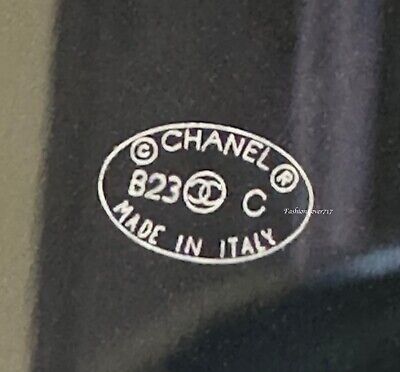 © CHANEL ®
B23 C
MADE IN ITALY
Fashionlover717